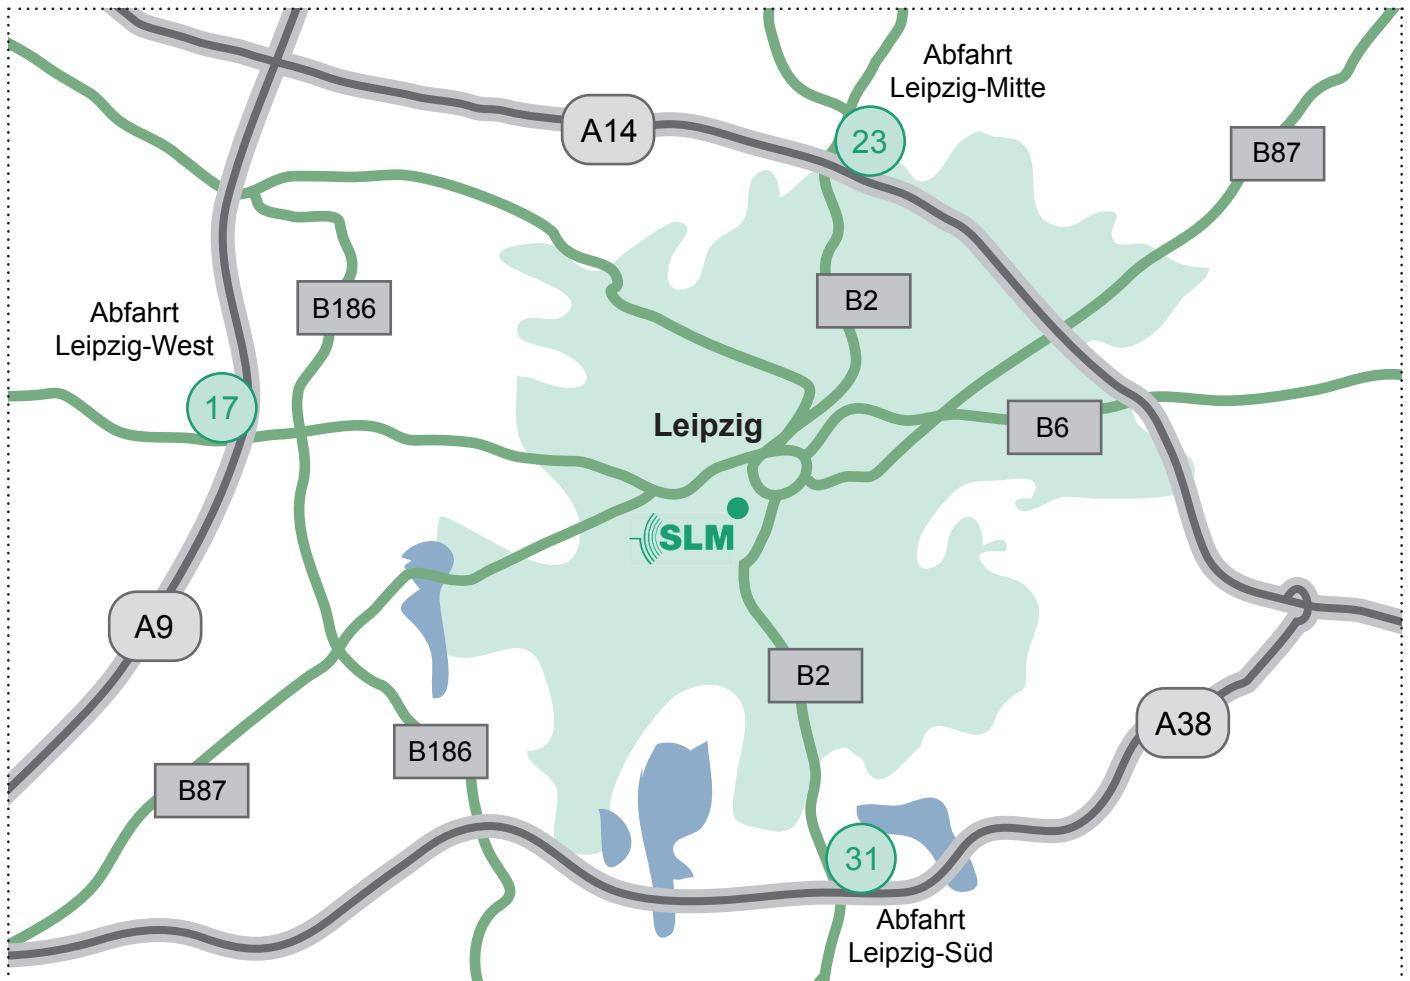 Abfahrt
Leipzig-Mitte
23
A14
B87
B186
B2
Abfahrt
Leipzig-West
17
Leipzig
B6
SLM
A9
B2
A38
B186
B87
31
Abfahrt
Leipzig-Süd